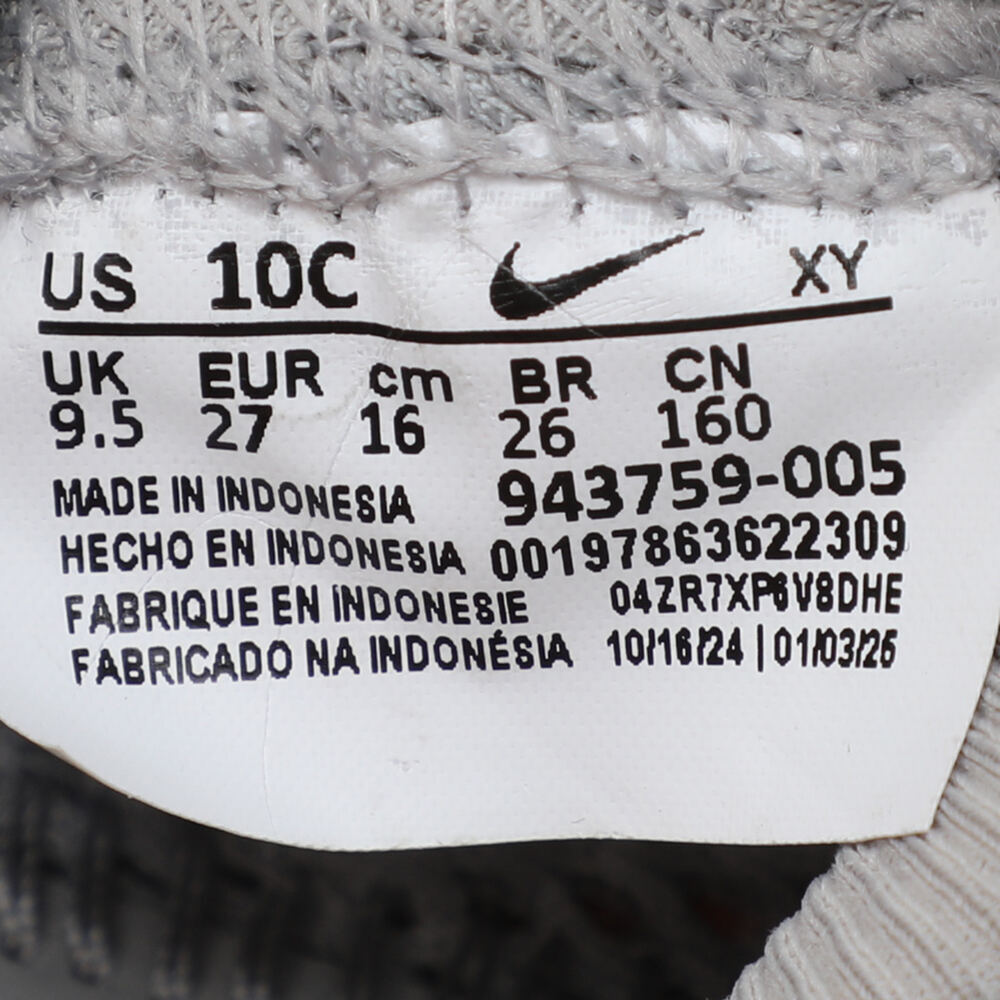 US 10C XY
UK EUR cm BR CN
9.5 27 16 26 160
MADE IN INDONESIA 943759-005
HECHO EN INDONESIA 00197863622309
FABRIQUE EN INDONESIE 04ZR7XP6V8DHE
FABRICADO NA INDONÉSIA 10/16/24 | 01/03/25